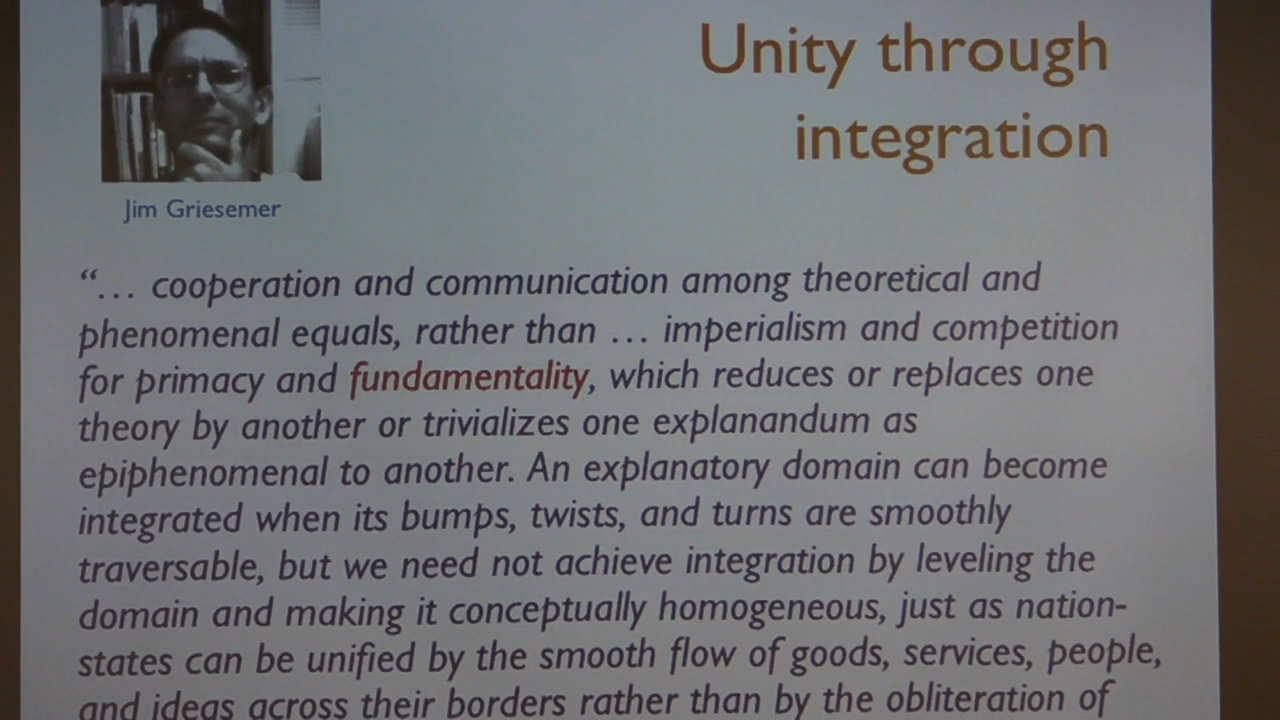 Unity through
integration
Jim Griesemer
“… cooperation and communication among theoretical and
phenomenal equals, rather than … imperialism and competition
for primacy and fundamentality, which reduces or replaces one
theory by another or trivializes one explanandum as
epiphenomenal to another. An explanatory domain can become
integrated when its bumps, twists, and turns are smoothly
traversable, but we need not achieve integration by leveling the
domain and making it conceptually homogeneous, just as nation-
states can be unified by the smooth flow of goods, services, people,
and ideas across their borders rather than by the obliteration of